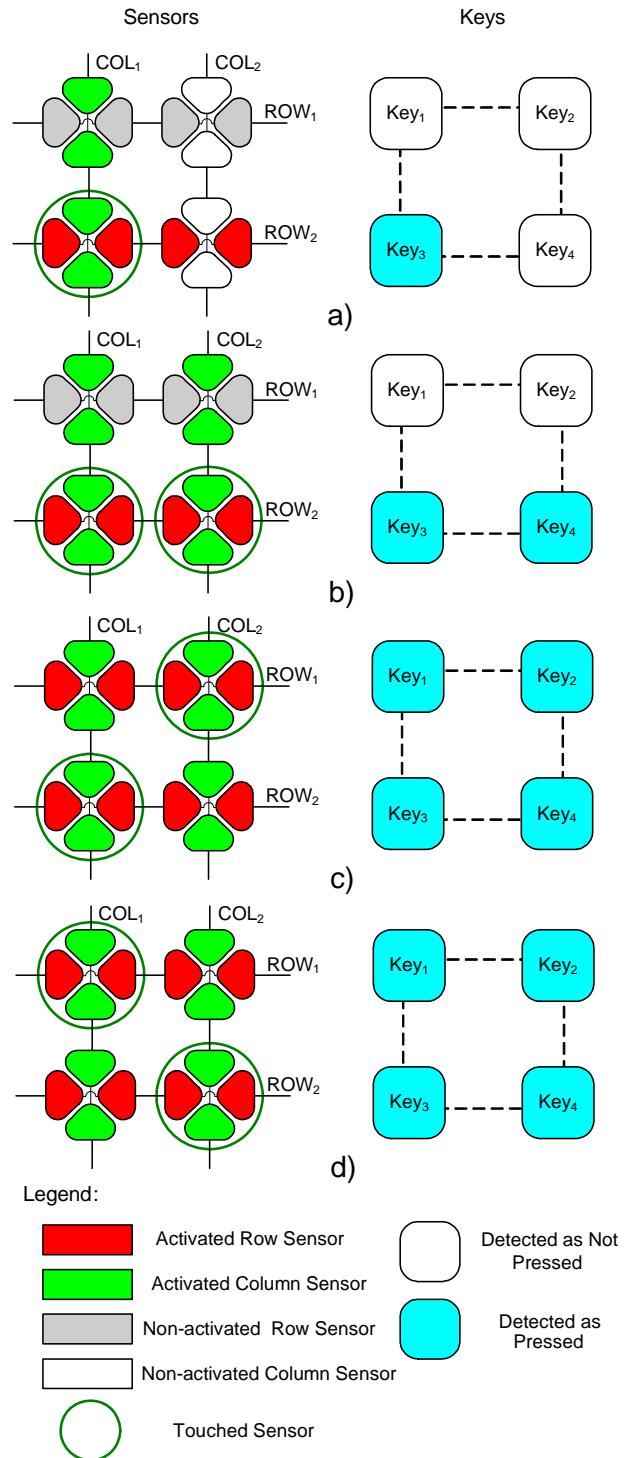 Sensors
Keys
COL₁
COL₂
ROW₁
ROW₂
Key₁
Key₂
Key₃
Key₄
a)
COL₁
COL₂
ROW₁
ROW₂
Key₁
Key₂
Key₃
Key₄
b)
COL₁
COL₂
ROW₁
ROW₂
Key₁
Key₂
Key₃
Key₄
c)
COL₁
COL₂
ROW₁
ROW₂
Key₁
Key₂
Key₃
Key₄
d)
Legend:
Activated Row Sensor
Activated Column Sensor
Non-activated Row Sensor
Non-activated Column Sensor
Touched Sensor
Detected as Not
Pressed
Detected as
Pressed